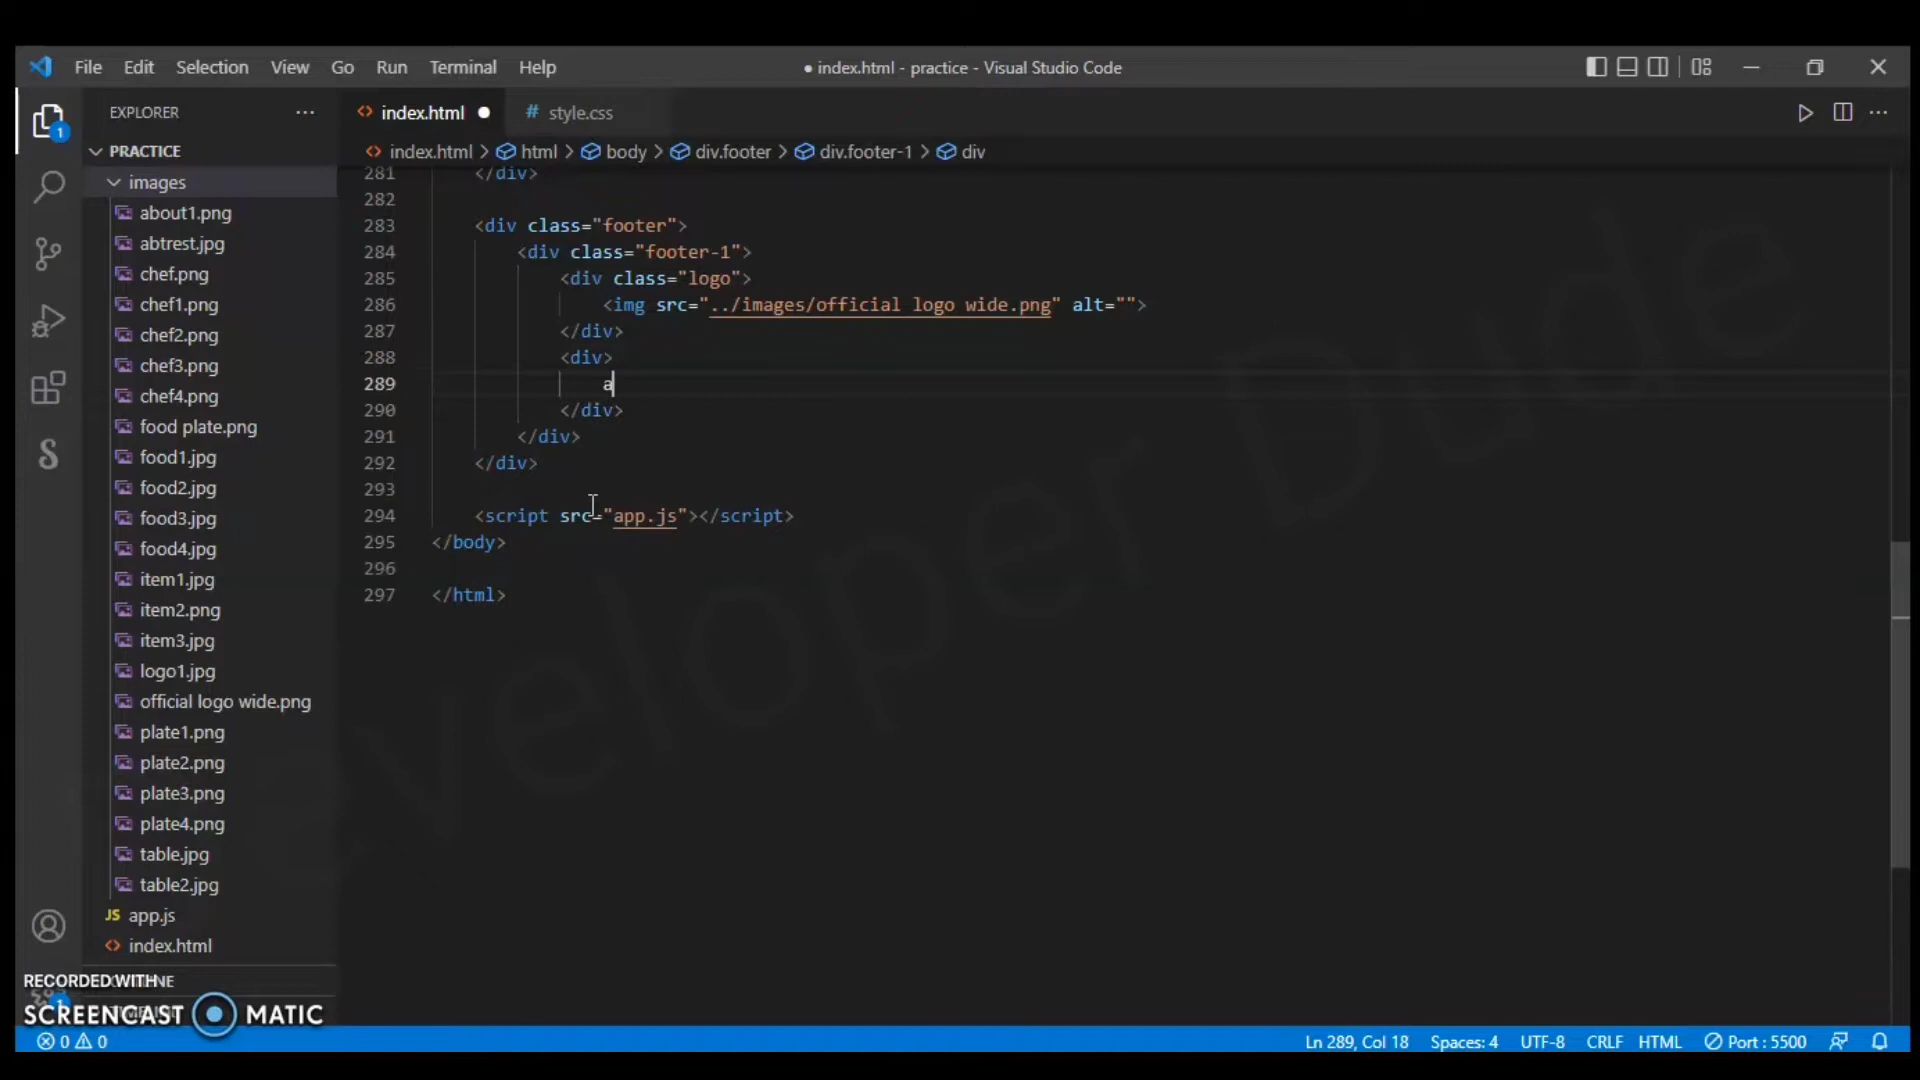 File Edit Selection View Go Run Terminal Help
● index.html - practice - Visual Studio Code
EXPLORER
PRACTICE
images
about1.png
abtrest.jpg
chef.png
chef1.png
chef2.png
chef3.png
chef4.png
food plate.png
food1.jpg
food2.jpg
food3.jpg
food4.jpg
item1.jpg
item2.png
item3.jpg
logo1.jpg
official logo wide.png
plate1.png
plate2.png
plate3.png
plate4.png
table.jpg
table2.jpg
JS app.js
<> index.html
<> index.html ● # style.css
<> index.html > html > body > div.footer > div.footer-1 > div
281 </div>
282
283 <div class="footer">
284 <div class="footer-1">
285 <div class="logo">
286 <img src="../images/official logo wide.png" alt="">
287 </div>
288 <div>
289 a
290 </div>
291 </div>
292 </div>
293
294 <script src="app.js"></script>
295 </body>
296
297 </html>
eveloper Dude
RECORDED WITH
SCREENCAST MATIC
0 0
Ln 289, Col 18 Spaces: 4 UTF-8 CRLF HTML Port : 5500
1
1